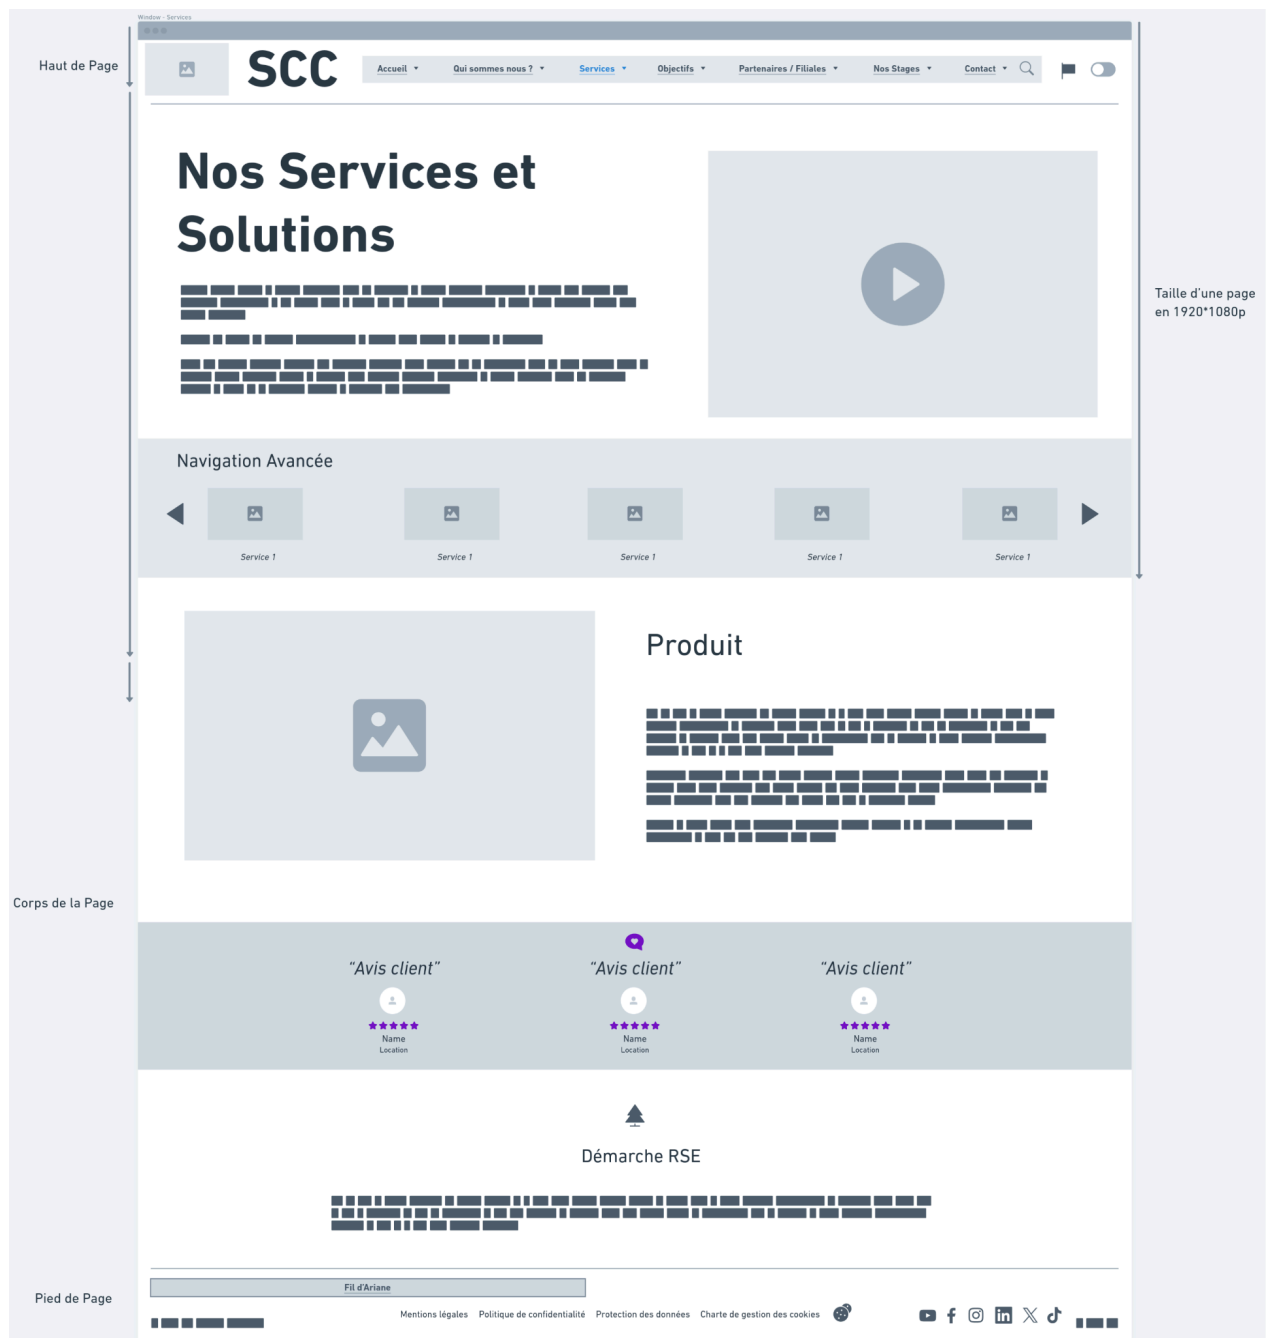 Window - Services
Haut de Page
SCC
Accueil
Qui sommes nous ?
Services
Objectifs
Partenaires / Filiales
Nos Stages
Contact
Nos Services et
Solutions
Taille d'une page
en 1920*1080p
Navigation Avancée
Service 1
Service 1
Service 1
Service 1
Service 1
Produit
Corps de la Page
“Avis client”
“Avis client”
“Avis client”
Name
Name
Name
Location
Location
Location
Démarche RSE
Fil d'Ariane
Pied de Page
Mentions légales
Politique de confidentialité
Protection des données
Charte de gestion des cookies